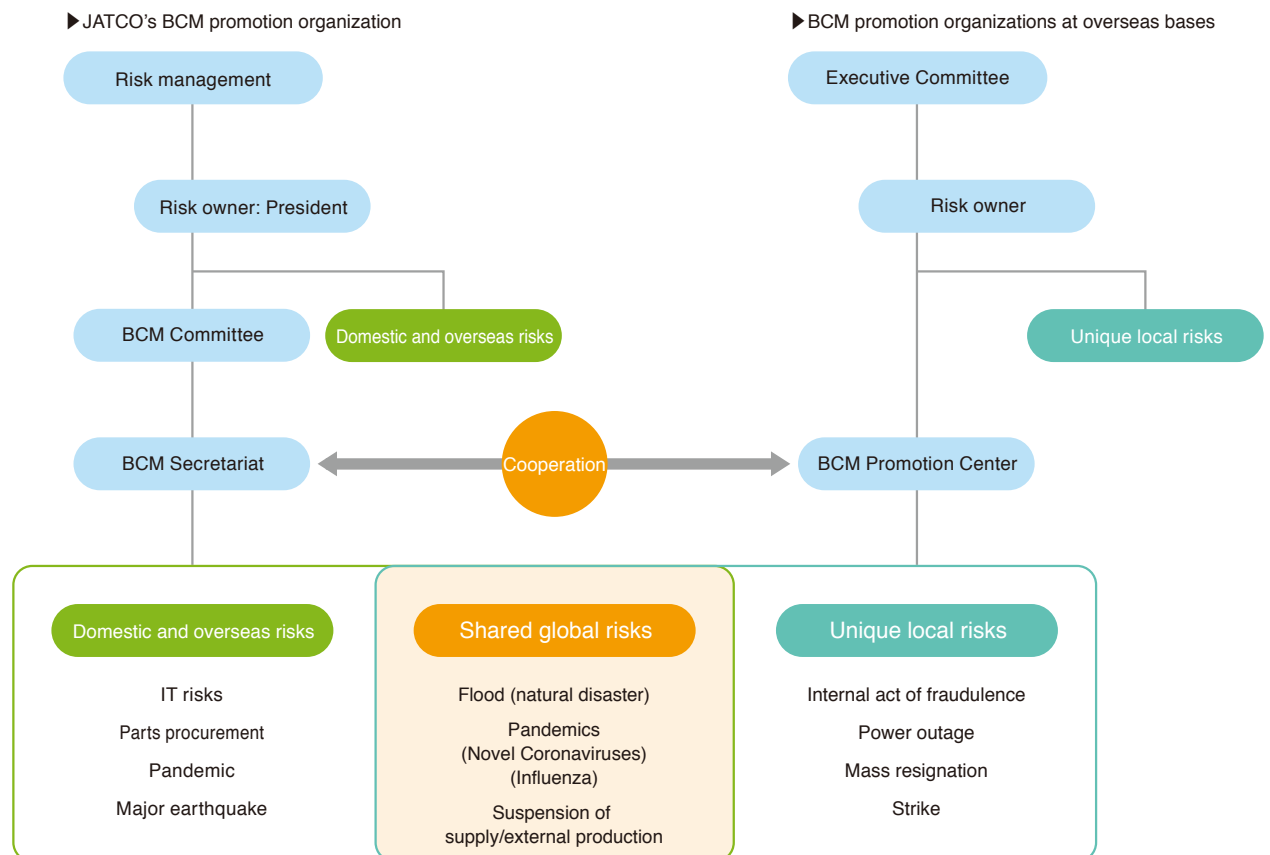 ▶JATCO's BCM promotion organization
Risk management
Risk owner: President
BCM Committee
Domestic and overseas risks
BCM Secretariat
Cooperation
▶BCM promotion organizations at overseas bases
Executive Committee
Risk owner
Unique local risks
BCM Promotion Center
Domestic and overseas risks
IT risks
Parts procurement
Pandemic
Major earthquake
Shared global risks
Flood (natural disaster)
Pandemics
(Novel Coronaviruses)
(Influenza)
Suspension of
supply/external production
Unique local risks
Internal act of fraudulence
Power outage
Mass resignation
Strike